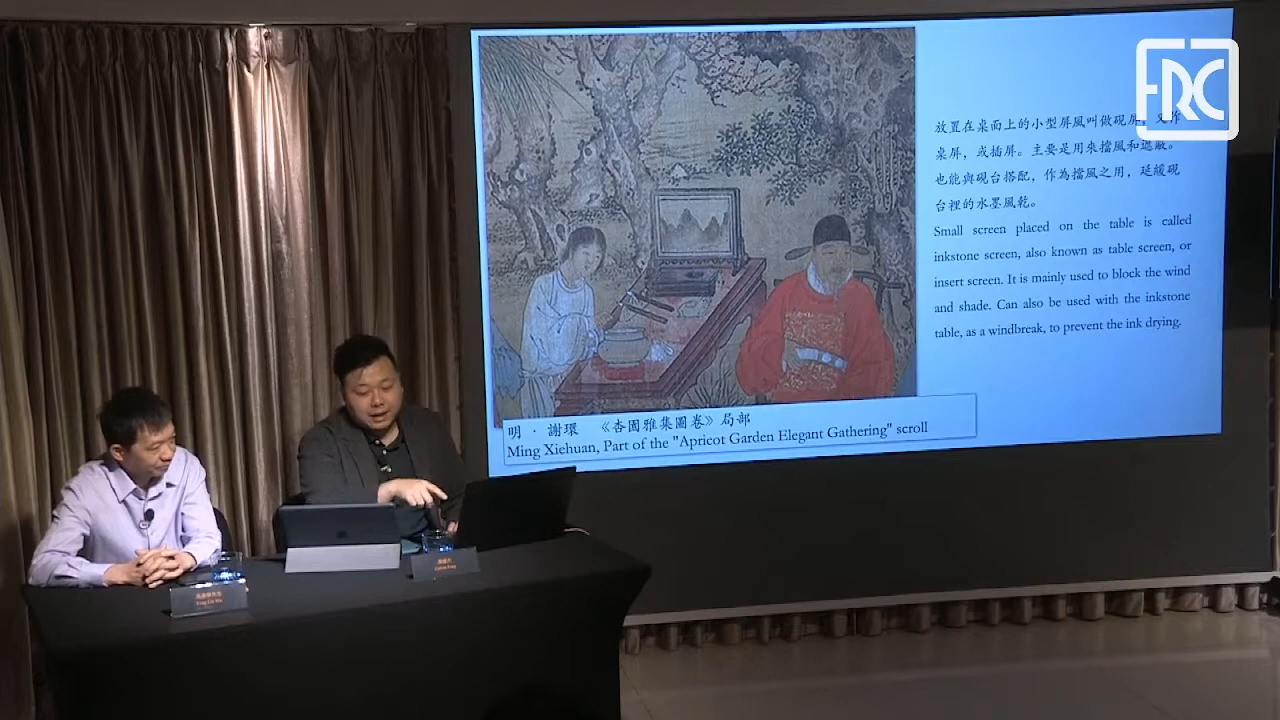 放置在桌面上的小型屏風叫做硯屏，又作
桌屏，或插屏。主要是用來擋風和遮蔽。
也能與硯台搭配，作為擋風之用，延緩硯
台裡的水墨風乾。
Small screen placed on the table is called
inkstone screen, also known as table screen, or
insert screen. It is mainly used to block the wind
and shade. Can also be used with the inkstone
table, as a windbreak, to prevent the ink drying.
明 · 謝環 《杏園雅集圖卷》局部
Ming Xiehuan, Part of the "Apricot Garden Elegant Gathering" scroll